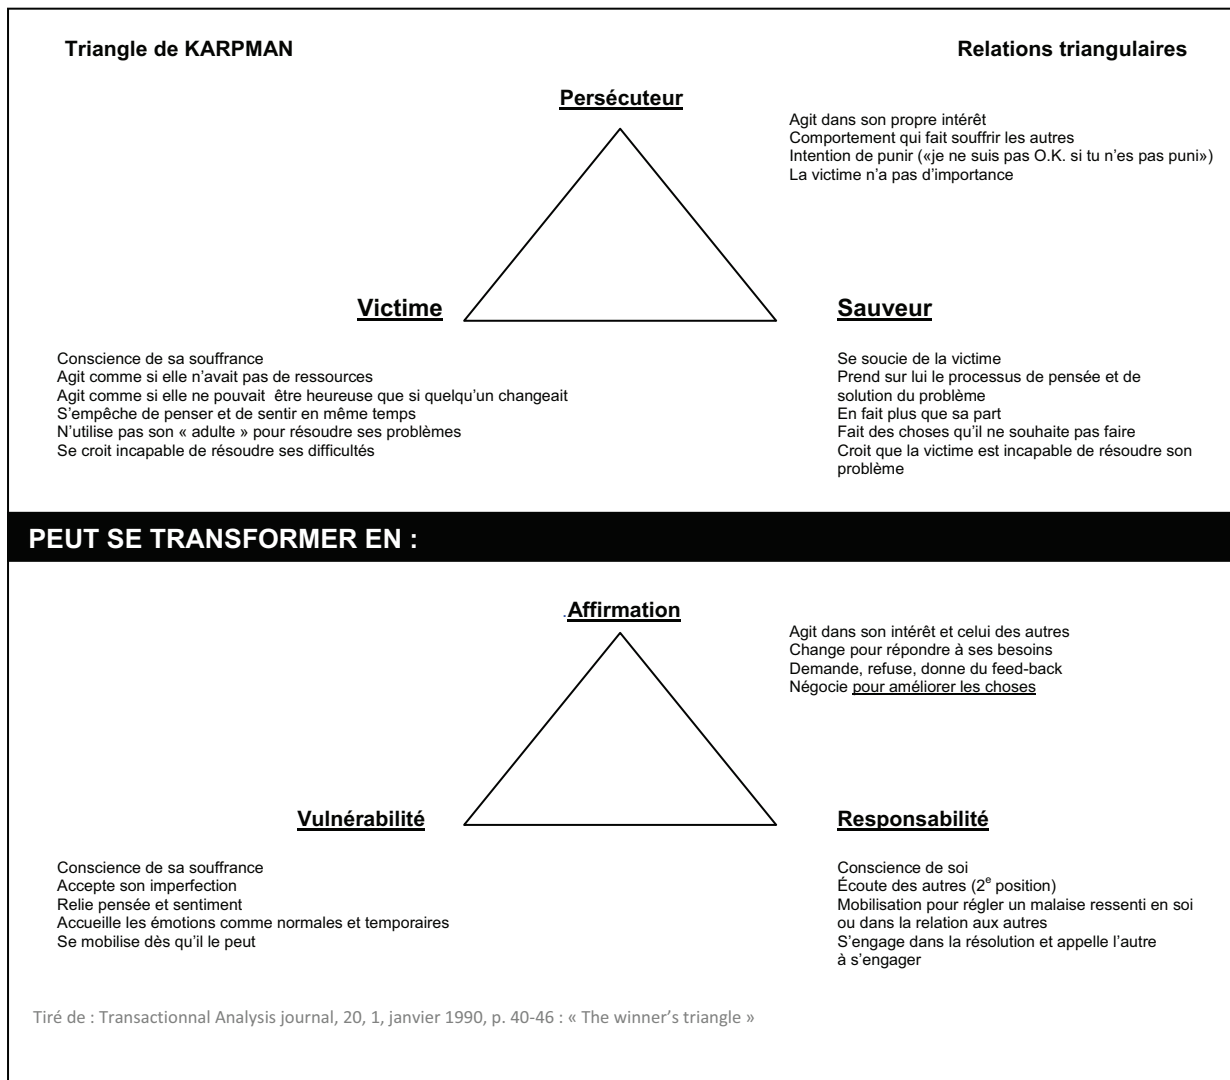 Triangle de KARPMAN
Relations triangulaires
Persécuteur
Agit dans son propre intérêt
Comportement qui fait souffrir les autres
Intention de punir («je ne suis pas O.K. si tu n'es pas puni»)
La victime n'a pas d'importance
Victime
Sauveur
Conscience de sa souffrance
Agit comme si elle n'avait pas de ressources
Agit comme si elle ne pouvait  être heureuse que si quelqu'un changeait
S'empêche de penser et de sentir en même temps
N'utilise pas son « adulte » pour résoudre ses problèmes
Se croit incapable de résoudre ses difficultés
Se soucie de la victime
Prend sur lui le processus de pensée et de
solution du problème
En fait plus que sa part
Fait des choses qu'il ne souhaite pas faire
Croit que la victime est incapable de résoudre son
problème
PEUT SE TRANSFORMER EN :
.Affirmation
Agit dans son intérêt et celui des autres
Change pour répondre à ses besoins
Demande, refuse, donne du feed-back
Négocie pour améliorer les choses
Vulnérabilité
Responsabilité
Conscience de sa souffrance
Accepte son imperfection
Relie pensée et sentiment
Accueille les émotions comme normales et temporaires
Se mobilise dès qu'il le peut
Conscience de soi
Écoute des autres (2e position)
Mobilisation pour régler un malaise ressenti en soi
ou dans la relation aux autres
S'engage dans la résolution et appelle l'autre
à s'engager
Tiré de : Transactionnal Analysis journal, 20, 1, janvier 1990, p. 40-46 : « The winner's triangle »